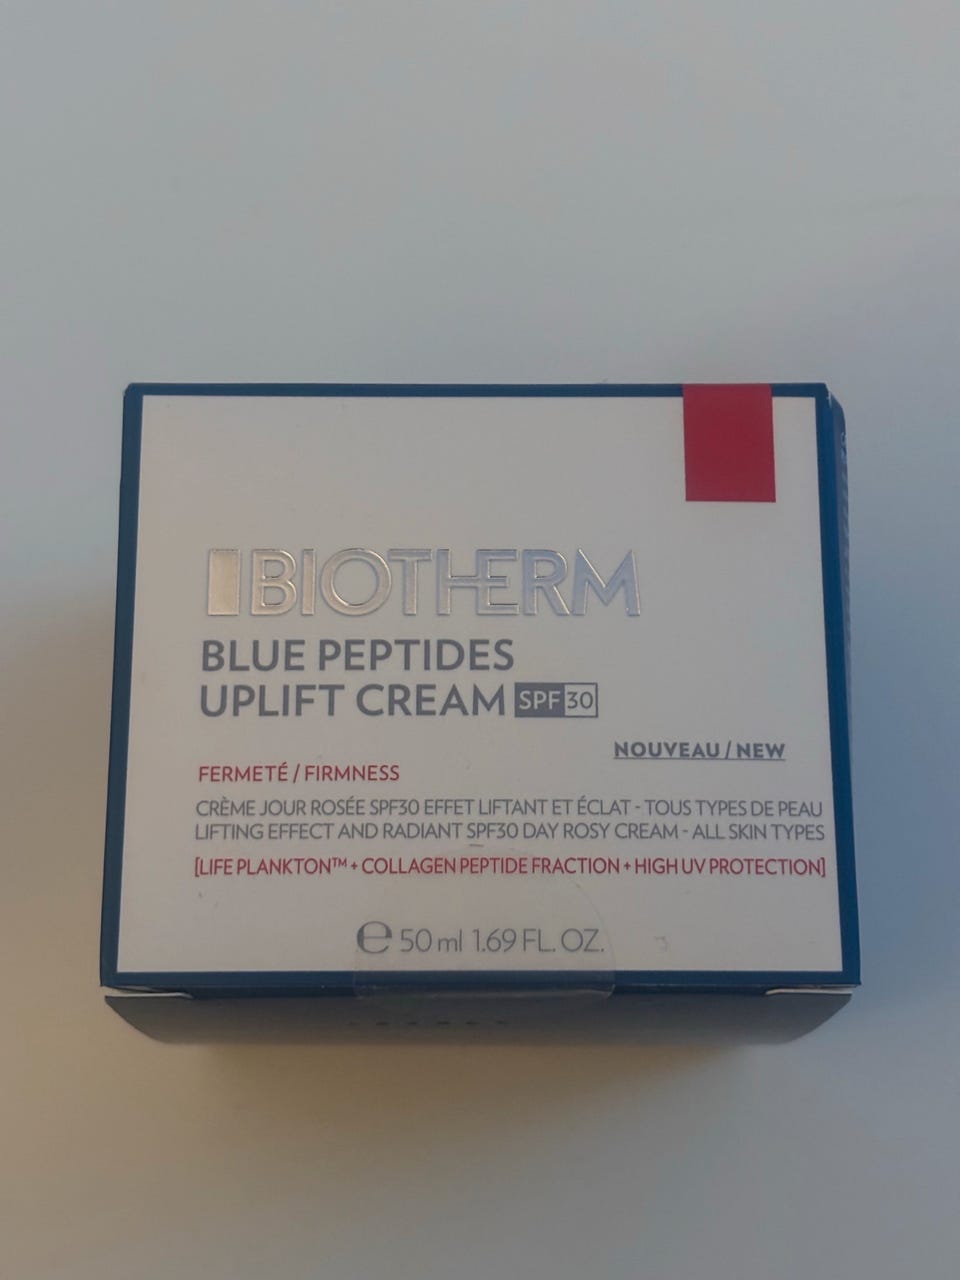 BIOTHERM
BLUE PEPTIDES
UPLIFT CREAM SPF 30
NOUVEAU / NEW
FERMETÉ / FIRMNESS
CRÈME JOUR ROSÉE SPF30 EFFET LIFTANT ET ÉCLAT - TOUS TYPES DE PEAU
LIFTING EFFECT AND RADIANT SPF30 DAY ROSY CREAM - ALL SKIN TYPES
[LIFE PLANKTON™ + COLLAGEN PEPTIDE FRACTION + HIGH UV PROTECTION]
℮ 50 ml 1.69 FL. OZ.